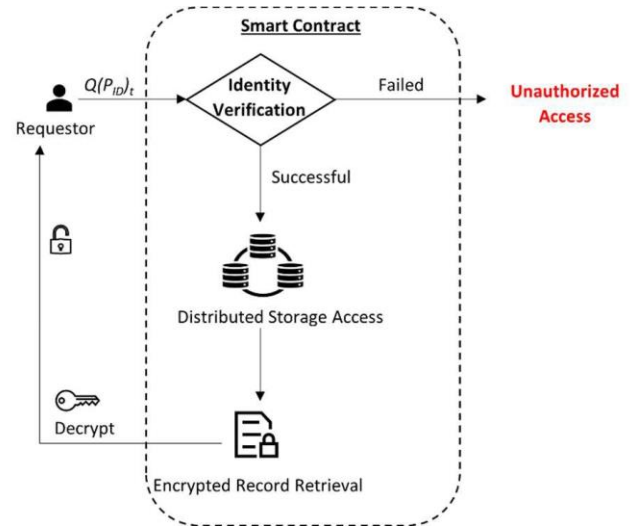 Smart Contract
Q(P_ID)_t
Identity
Verification
Failed
Unauthorized
Access
Requestor
Successful
Distributed Storage Access
Decrypt
Encrypted Record Retrieval